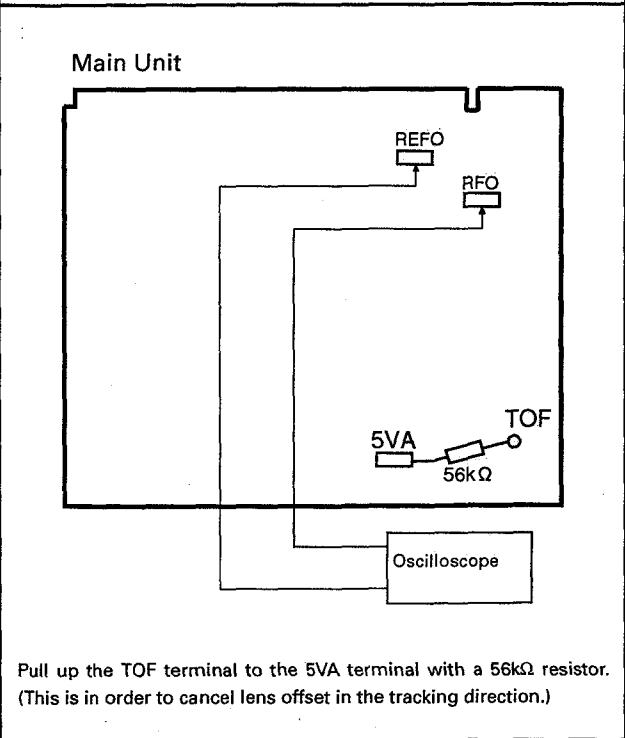 Main Unit
REFO
RFO
TOF
5VA
56kΩ
Oscilloscope
Pull up the TOF terminal to the 5VA terminal with a 56kΩ resistor.
(This is in order to cancel lens offset in the tracking direction.)